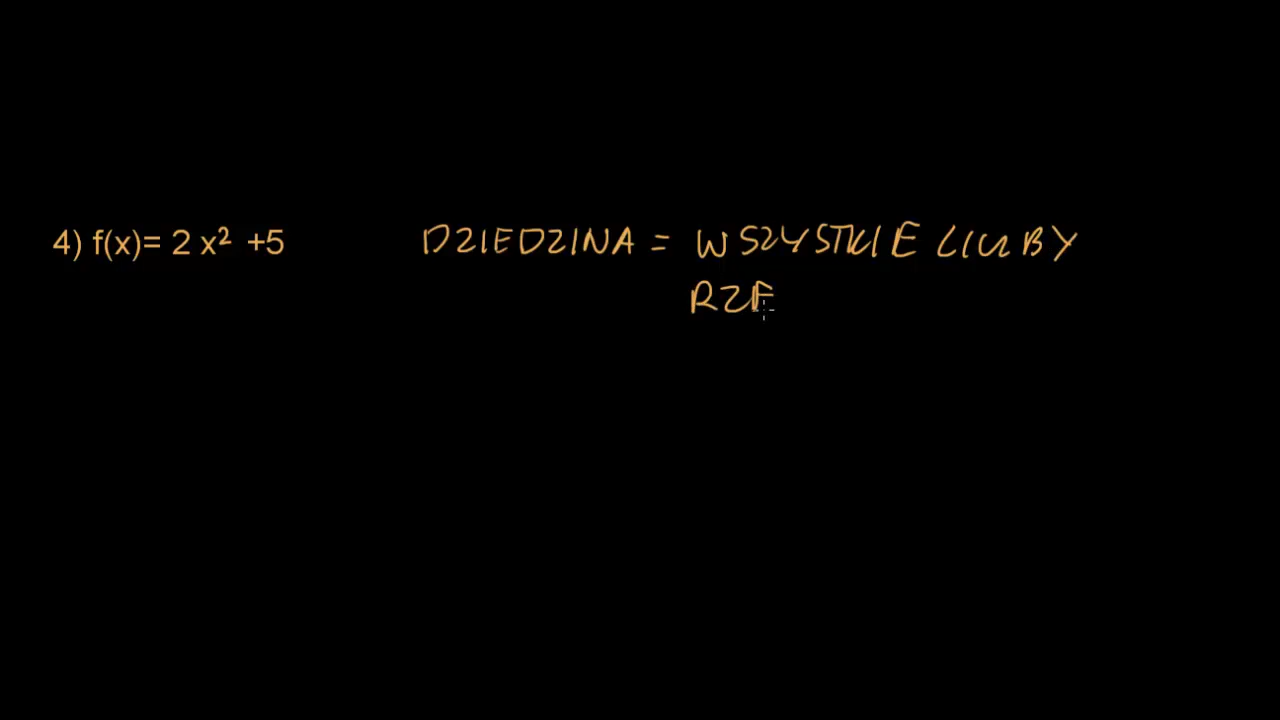 4) f(x)= 2 x² +5 DZIEDZINA = WSZYSTKIE LICZBY
RZE